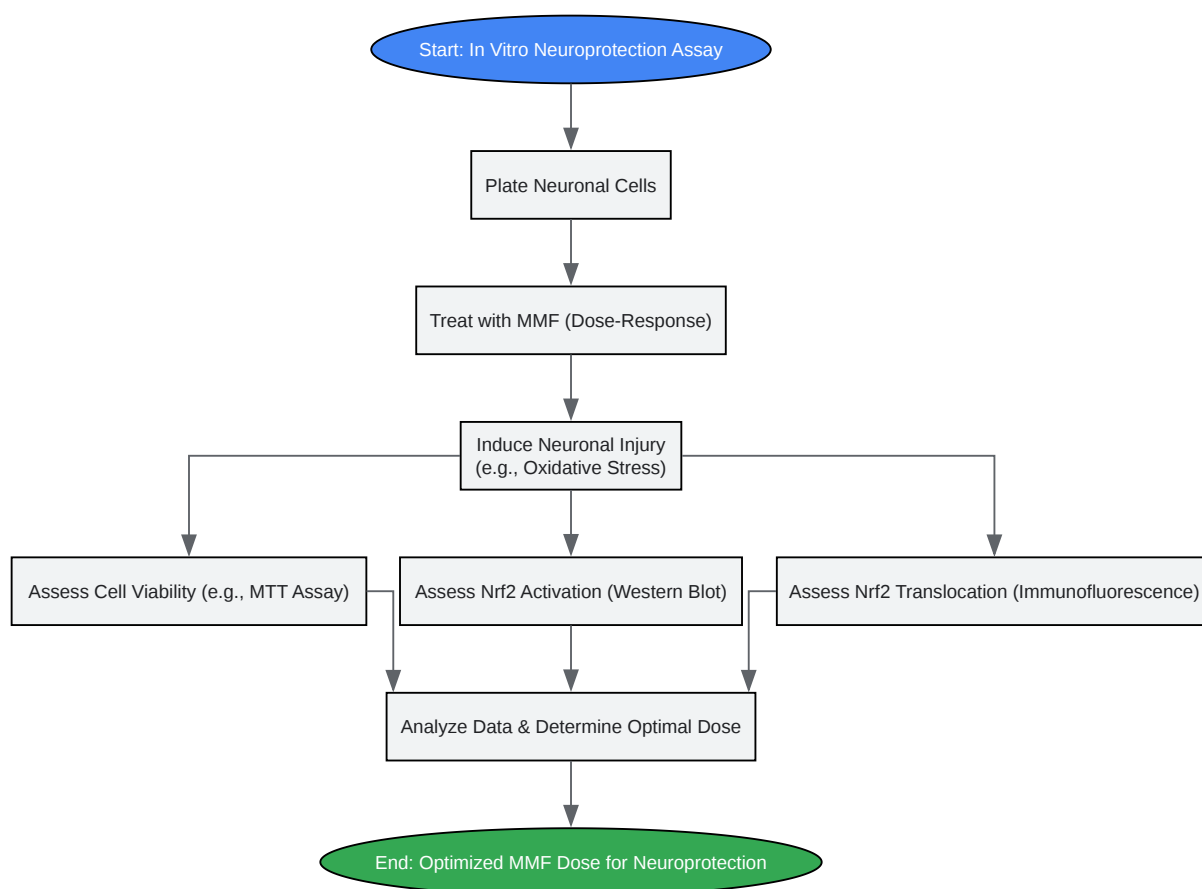 Start: In Vitro Neuroprotection Assay
Plate Neuronal Cells
Treat with MMF (Dose-Response)
Induce Neuronal Injury
(e.g., Oxidative Stress)
Assess Cell Viability (e.g., MTT Assay)
Assess Nrf2 Activation (Western Blot)
Assess Nrf2 Translocation (Immunofluorescence)
Analyze Data & Determine Optimal Dose
End: Optimized MMF Dose for Neuroprotection